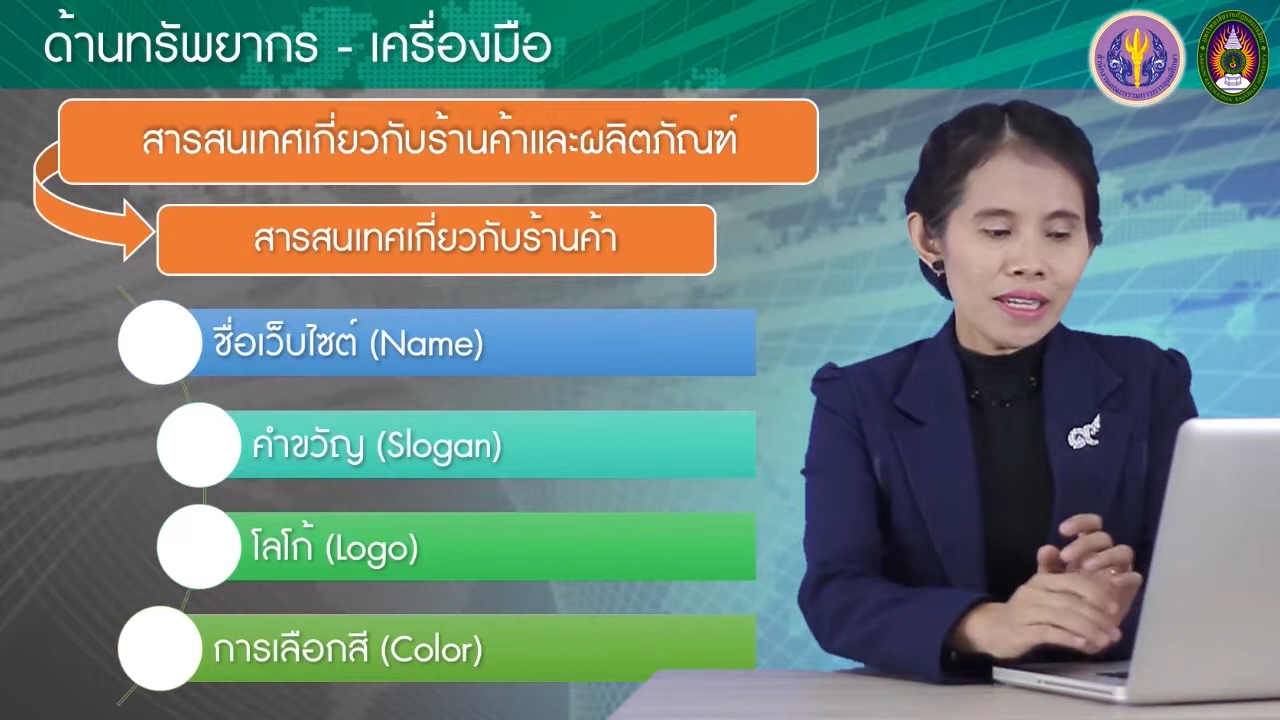 ด้านทรัพยากร - เครื่องมือ
สารสนเทศเกี่ยวกับร้านค้าและผลิตภัณฑ์
สารสนเทศเกี่ยวกับร้านค้า
ชื่อเว็บไซต์ (Name)
คำขวัญ (Slogan)
โลโก้ (Logo)
การเลือกสี (Color)